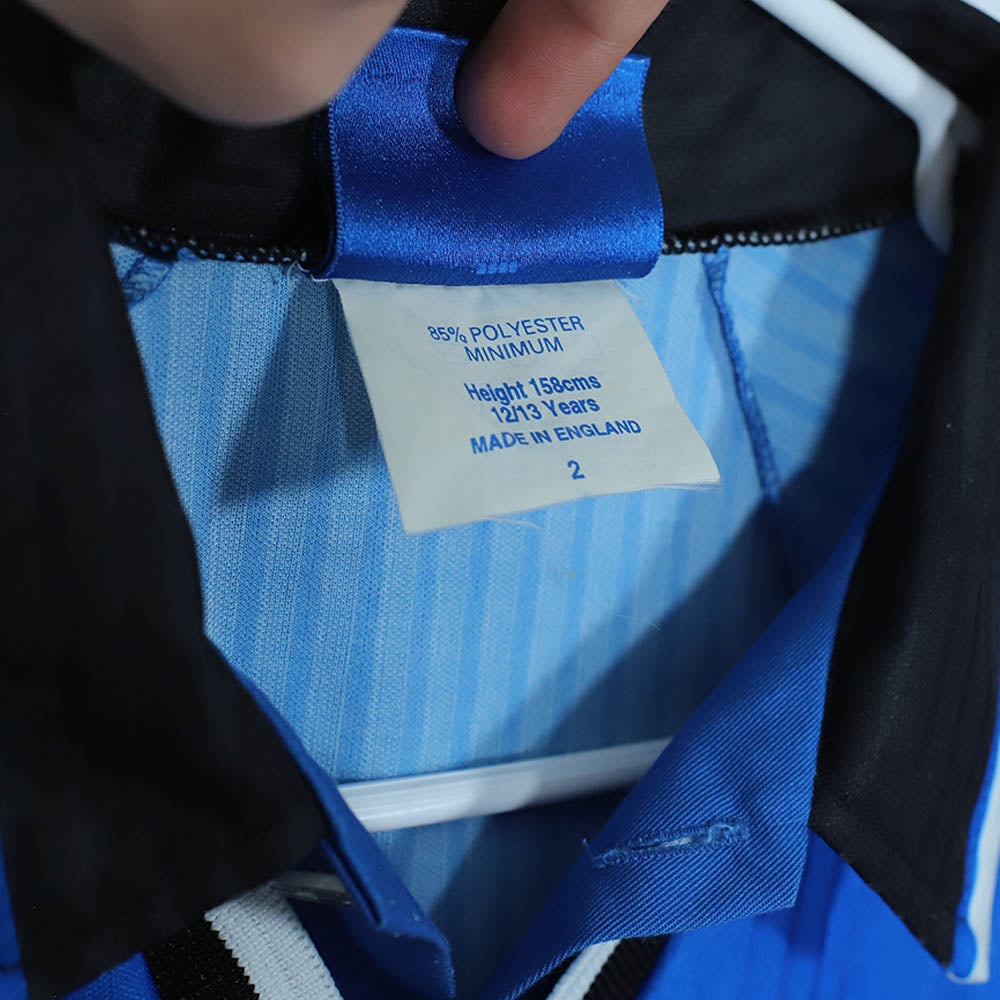 85% POLYESTER
MINIMUM
Height 158cms
12/13 Years
MADE IN ENGLAND
2